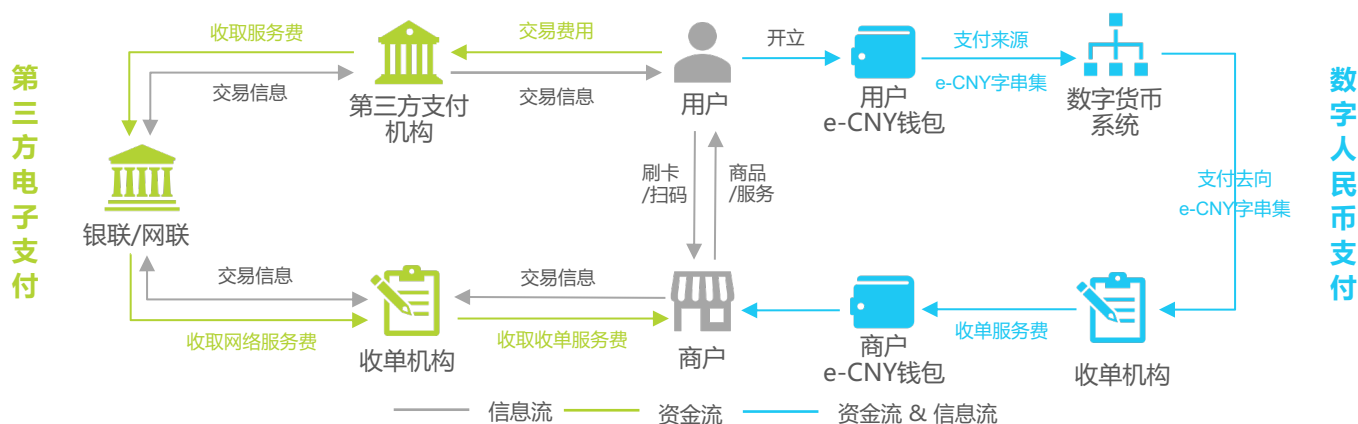 第三方电子支付
收取服务费
交易费用
开立
支付来源
交易信息
交易信息
e-CNY字串集
第三方支付
机构
用户
用户
e-CNY钱包
数字货币
系统
数字人民币支付
刷卡
/扫码
商品
/服务
支付去向
e-CNY字串集
银联/网联
交易信息
交易信息
收取网络服务费
收取收单服务费
收单服务费
收单机构
商户
商户
e-CNY钱包
收单机构
信息流
资金流
资金流 & 信息流